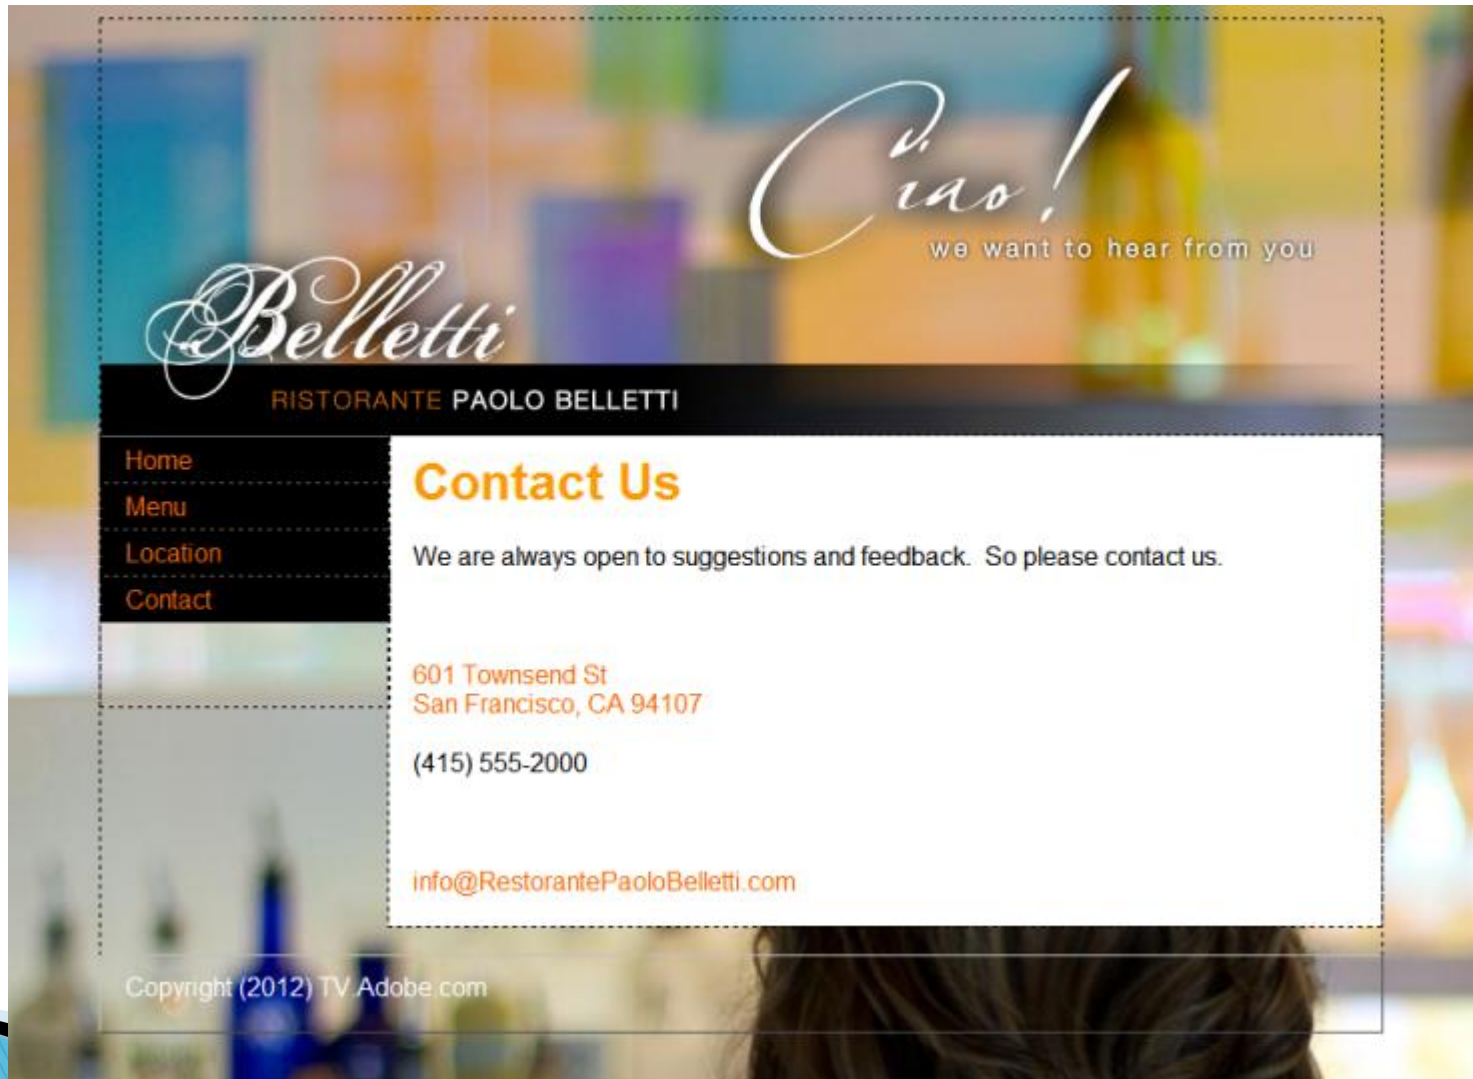 Ciao!
we want to hear from you
Belletti
RISTORANTE PAOLO BELLETTI
Home
Menu
Location
Contact
Contact Us
We are always open to suggestions and feedback.  So please contact us.
601 Townsend St
San Francisco, CA 94107
(415) 555-2000
info@RestorantePaoloBelletti.com
Copyright (2012) TV.Adobe.com